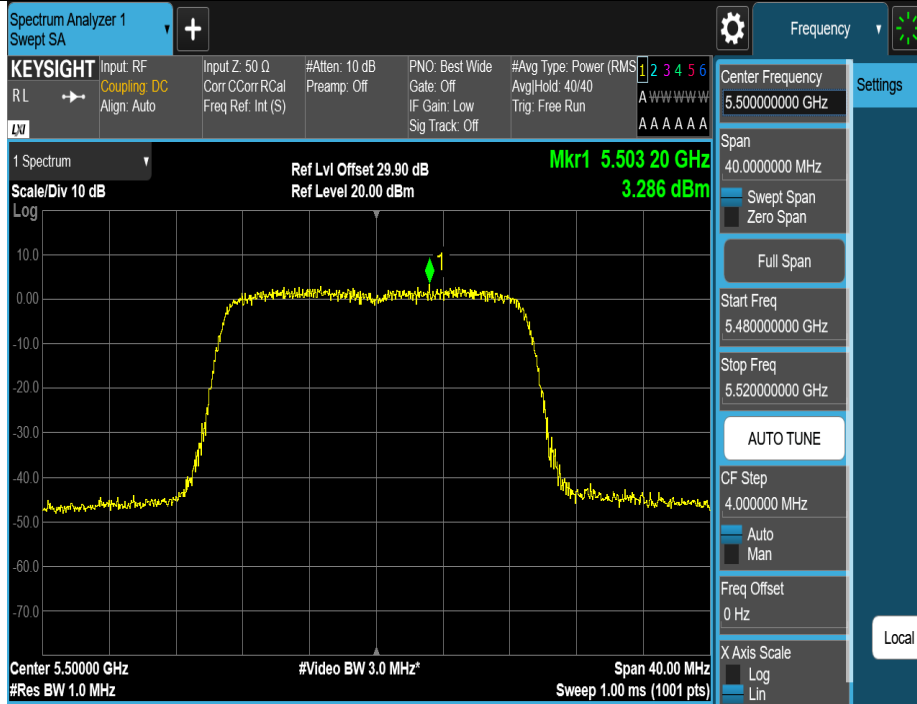 Spectrum Analyzer 1
Swept SA
+
Frequency
KEYSIGHT
R L
LXI
Input: RF
Coupling: DC
Align: Auto
Input Z: 50 Ω
Corr CCorr RCal
Freq Ref: Int (S)
#Atten: 10 dB
Preamp: Off
PNO: Best Wide
Gate: Off
IF Gain: Low
Sig Track: Off
#Avg Type: Power (RMS
Avg|Hold: 40/40
Trig: Free Run
1 2 3 4 5 6
A W W W W W
A A A A A A
1 Spectrum
Scale/Div 10 dB
Log
Ref Lvl Offset 29.90 dB
Ref Level 20.00 dBm
Mkr1 5.503 20 GHz
3.286 dBm
1
10.0
0.00
-10.0
-20.0
-30.0
-40.0
-50.0
-60.0
-70.0
Center 5.50000 GHz
#Res BW 1.0 MHz
#Video BW 3.0 MHz*
Span 40.00 MHz
Sweep 1.00 ms (1001 pts)
Center Frequency
5.500000000 GHz
Span
40.0000000 MHz
Swept Span
Zero Span
Full Span
Start Freq
5.480000000 GHz
Stop Freq
5.520000000 GHz
AUTO TUNE
CF Step
4.000000 MHz
Auto
Man
Freq Offset
0 Hz
X Axis Scale
Log
Lin
Settings
Local